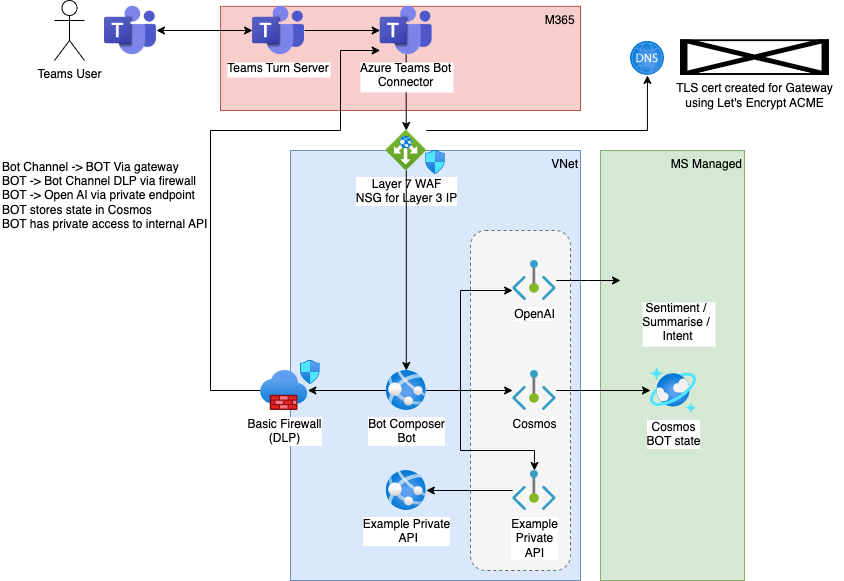 M365
Teams User
Teams Turn Server
Azure Teams Bot
Connector
DNS
TLS cert created for Gateway
using Let's Encrypt ACME
Bot Channel -> BOT Via gateway
BOT -> Bot Channel DLP via firewall
BOT -> Open AI via private endpoint
BOT stores state in Cosmos
BOT has private access to internal API
VNet
MS Managed
Layer 7 WAF
NSG for Layer 3 IP
OpenAI
Sentiment /
Summarise /
Intent
Basic Firewall
(DLP)
Bot Composer
Bot
Cosmos
Cosmos
BOT state
Example Private
API
Example
Private
API